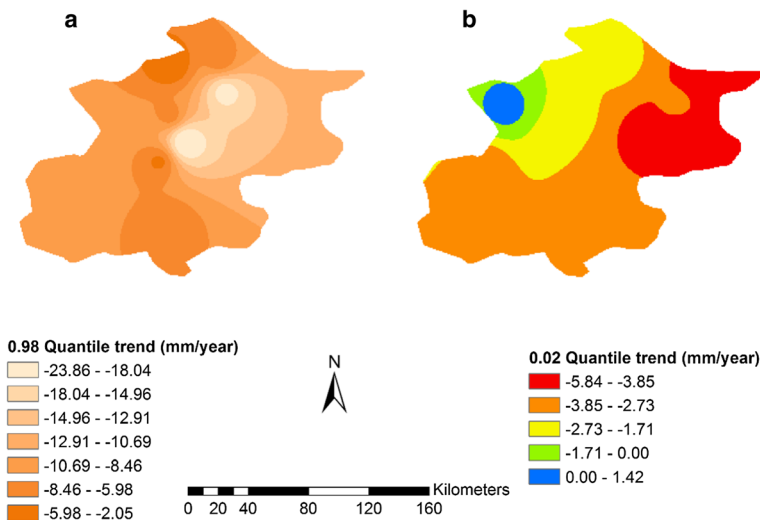 a
b
0.98 Quantile trend (mm/year)
-23.86 - -18.04
-18.04 - -14.96
-14.96 - -12.91
-12.91 - -10.69
-10.69 - -8.46
-8.46 - -5.98
-5.98 - -2.05
N
Kilometers
0 20 40 80 120 160
0.02 Quantile trend (mm/year)
-5.84 - -3.85
-3.85 - -2.73
-2.73 - -1.71
-1.71 - 0.00
0.00 - 1.42